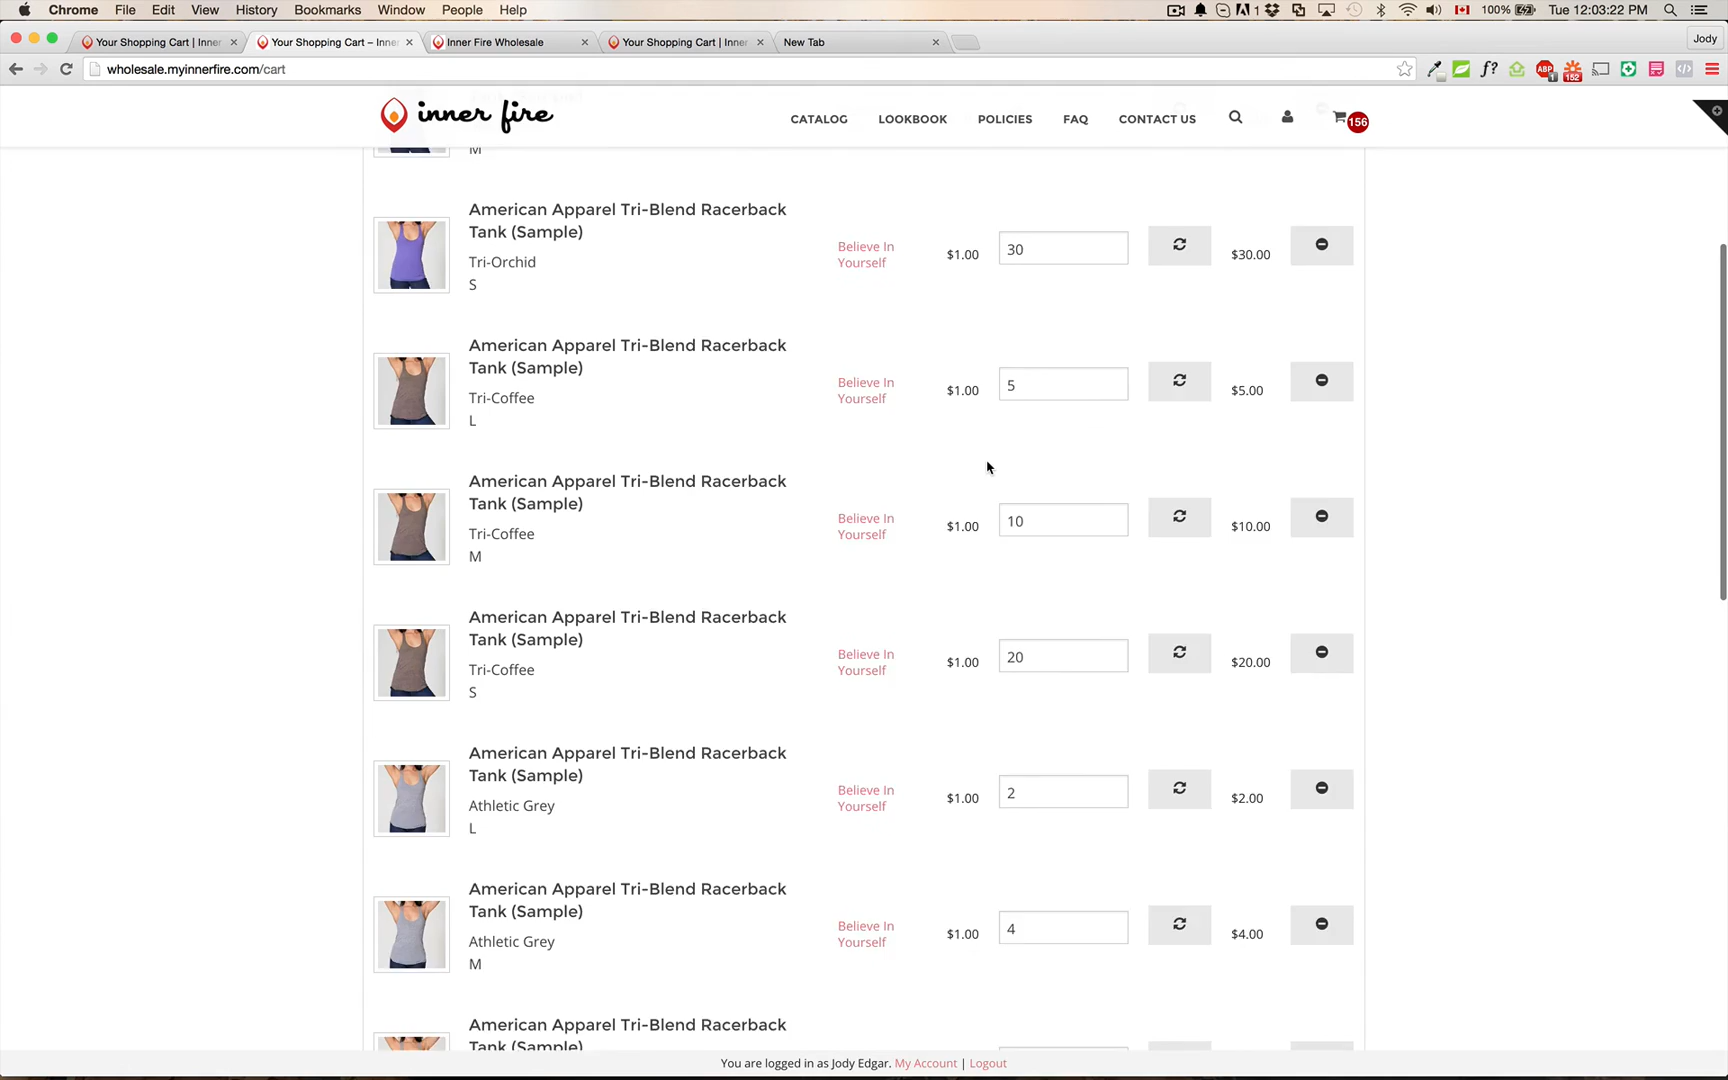 Chrome File Edit View History Bookmarks Window People Help 1 100% Tue 12:03:22 PM
Your Shopping Cart | Inner Your Shopping Cart – Inner Inner Fire Wholesale Your Shopping Cart | Inner New Tab Jody
wholesale.myinnerfire.com/cart f? ABP 1 152
inner fire CATALOG LOOKBOOK POLICIES FAQ CONTACT US 156
M
American Apparel Tri-Blend Racerback
Tank (Sample)
Tri-Orchid
S
Believe In
Yourself
$1.00 30 $30.00
American Apparel Tri-Blend Racerback
Tank (Sample)
Tri-Coffee
L
Believe In
Yourself
$1.00 5 $5.00
American Apparel Tri-Blend Racerback
Tank (Sample)
Tri-Coffee
M
Believe In
Yourself
$1.00 10 $10.00
American Apparel Tri-Blend Racerback
Tank (Sample)
Tri-Coffee
S
Believe In
Yourself
$1.00 20 $20.00
American Apparel Tri-Blend Racerback
Tank (Sample)
Athletic Grey
L
Believe In
Yourself
$1.00 2 $2.00
American Apparel Tri-Blend Racerback
Tank (Sample)
Athletic Grey
M
Believe In
Yourself
$1.00 4 $4.00
American Apparel Tri-Blend Racerback
Tank (Sample)
You are logged in as Jody Edgar. My Account | Logout